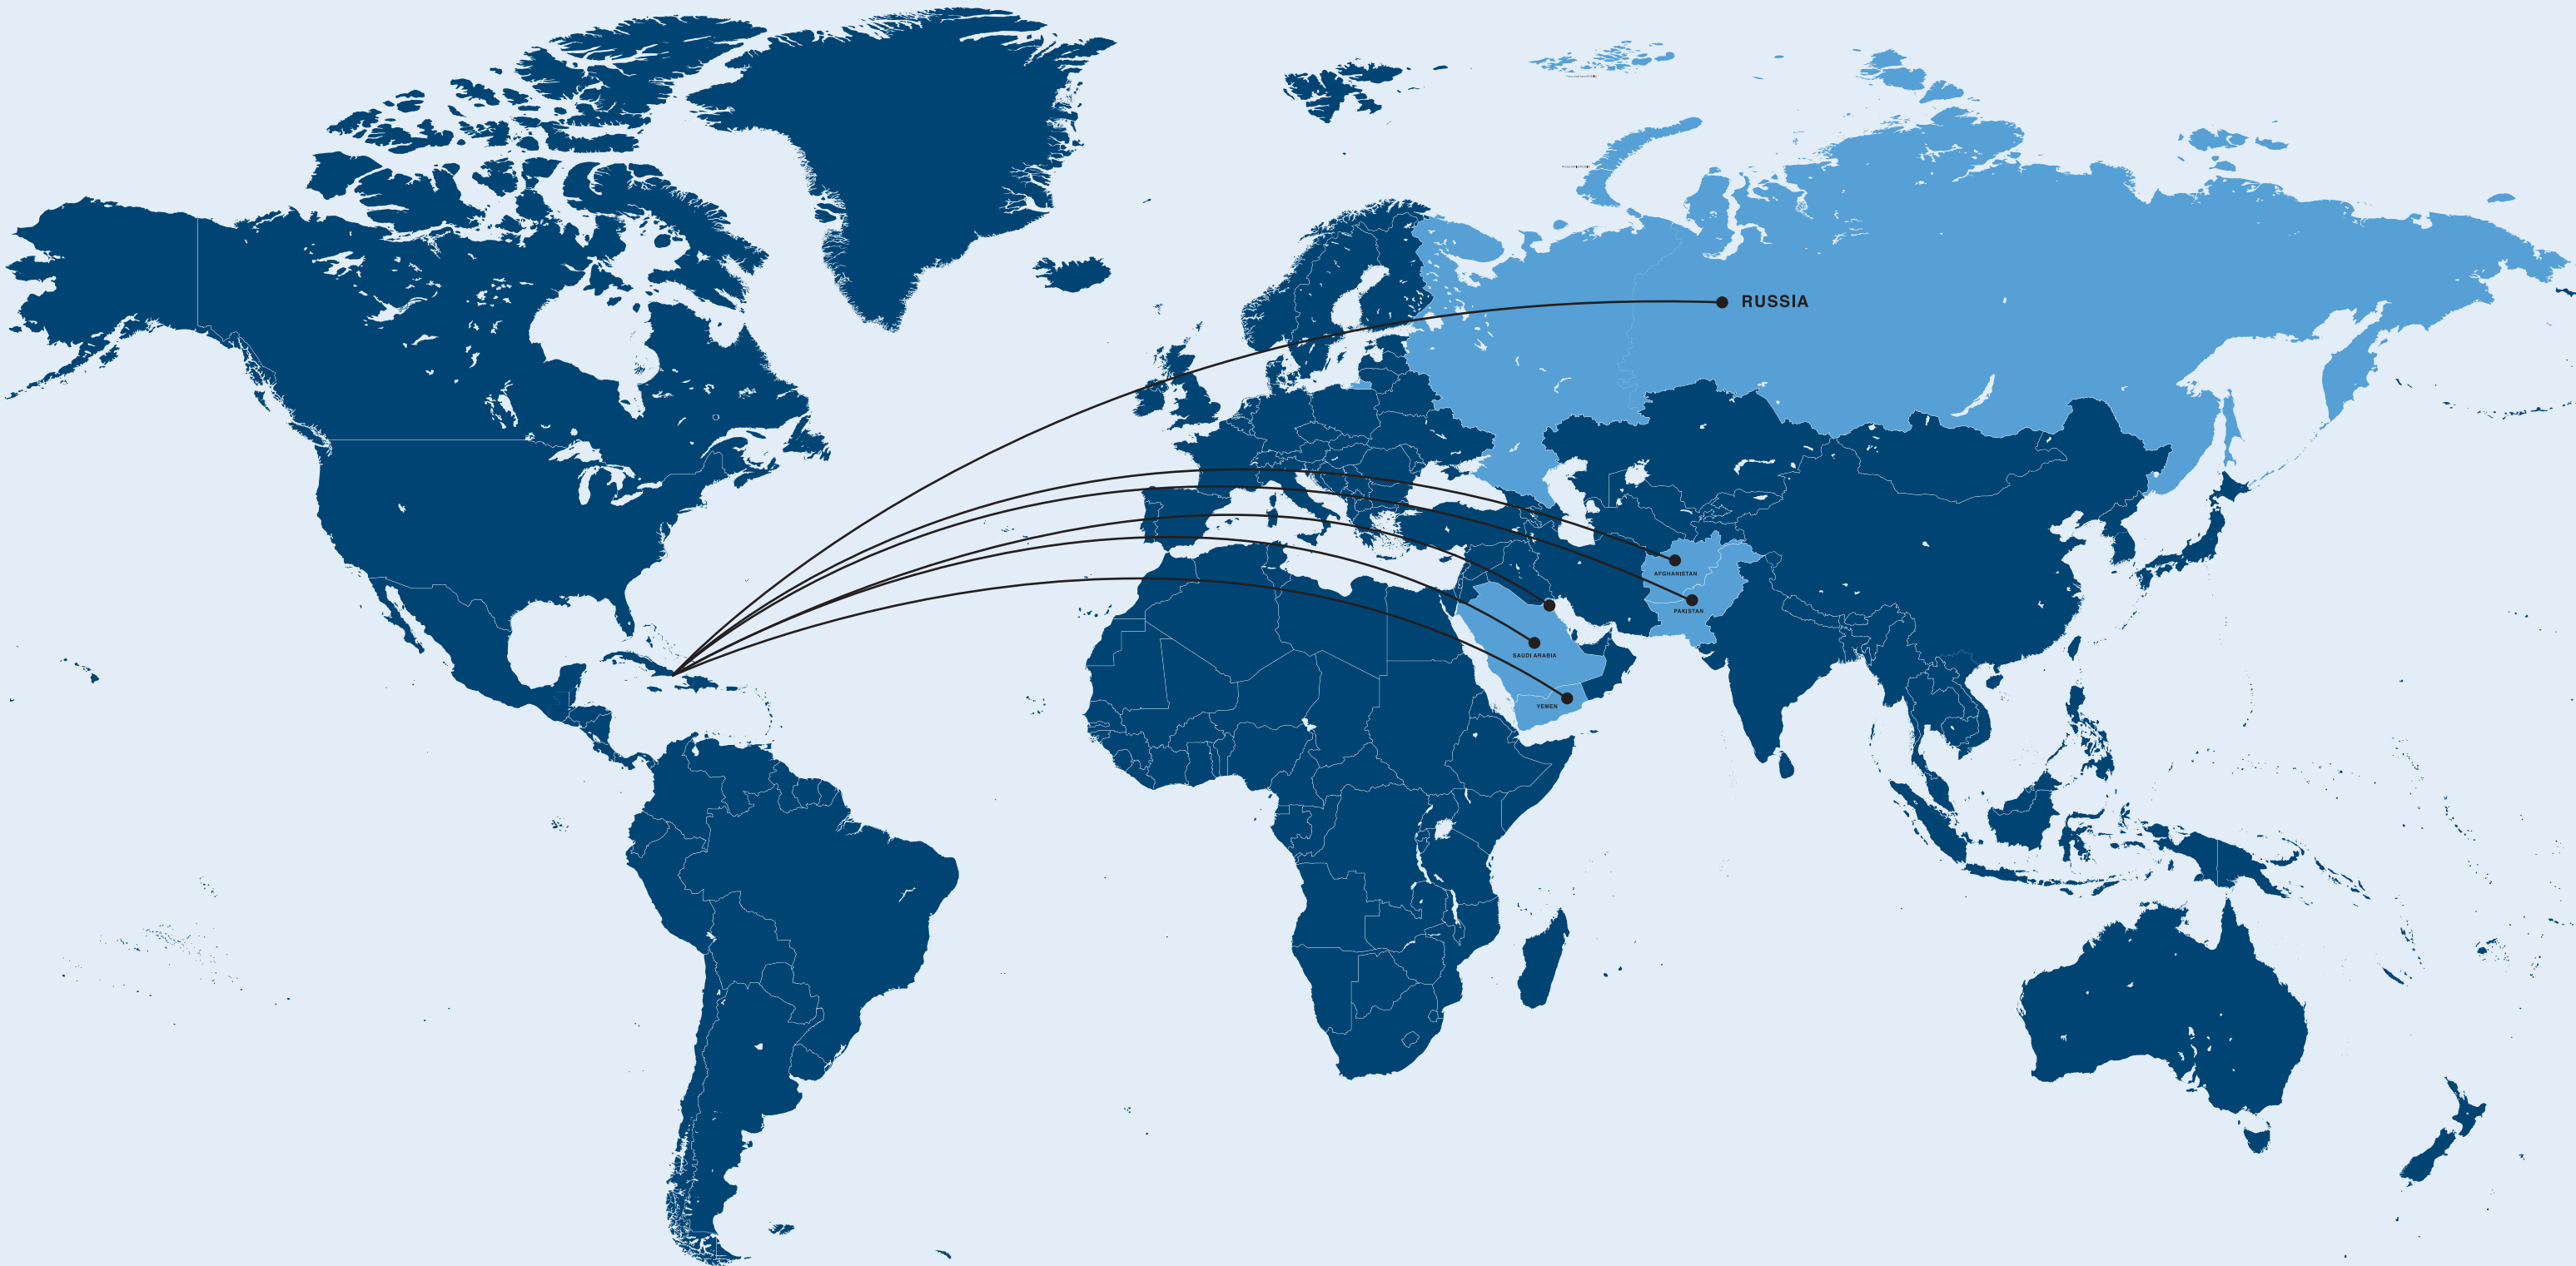 RUSSIA
AFGHANISTAN
PAKISTAN
SAUDI ARABIA
YEMEN